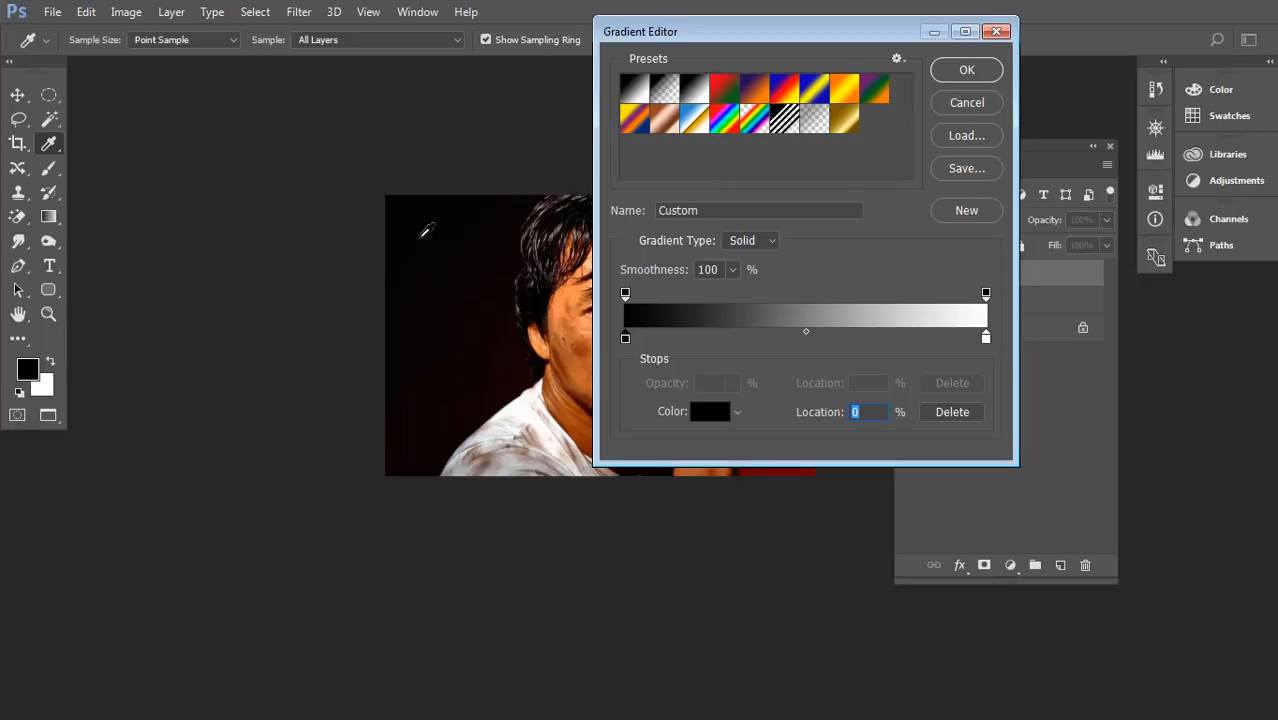 Ps File Edit Image Layer Type Select Filter 3D View Window Help
Sample Size: Point Sample Sample: All Layers Show Sampling Ring
Gradient Editor
Presets
OK
Cancel
Load...
Save...
Name: Custom
New
Gradient Type: Solid
Smoothness: 100 %
Stops
Opacity: % Location: % Delete
Color: Location: 0 % Delete
Opacity: 100%
Fill: 100%
Color
Swatches
Libraries
Adjustments
Channels
Paths